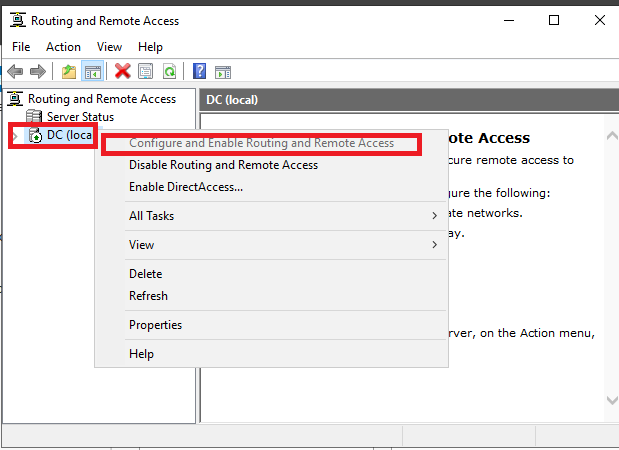 Routing and Remote Access
File Action View Help
Routing and Remote Access
Server Status
DC (loca
DC (local)
Configure and Enable Routing and Remote Access
Disable Routing and Remote Access
Enable DirectAccess...
All Tasks
View
Delete
Refresh
Properties
Help
ote Access
cure remote access to
gure the following:
ate networks.
ay.
erver, on the Action menu,